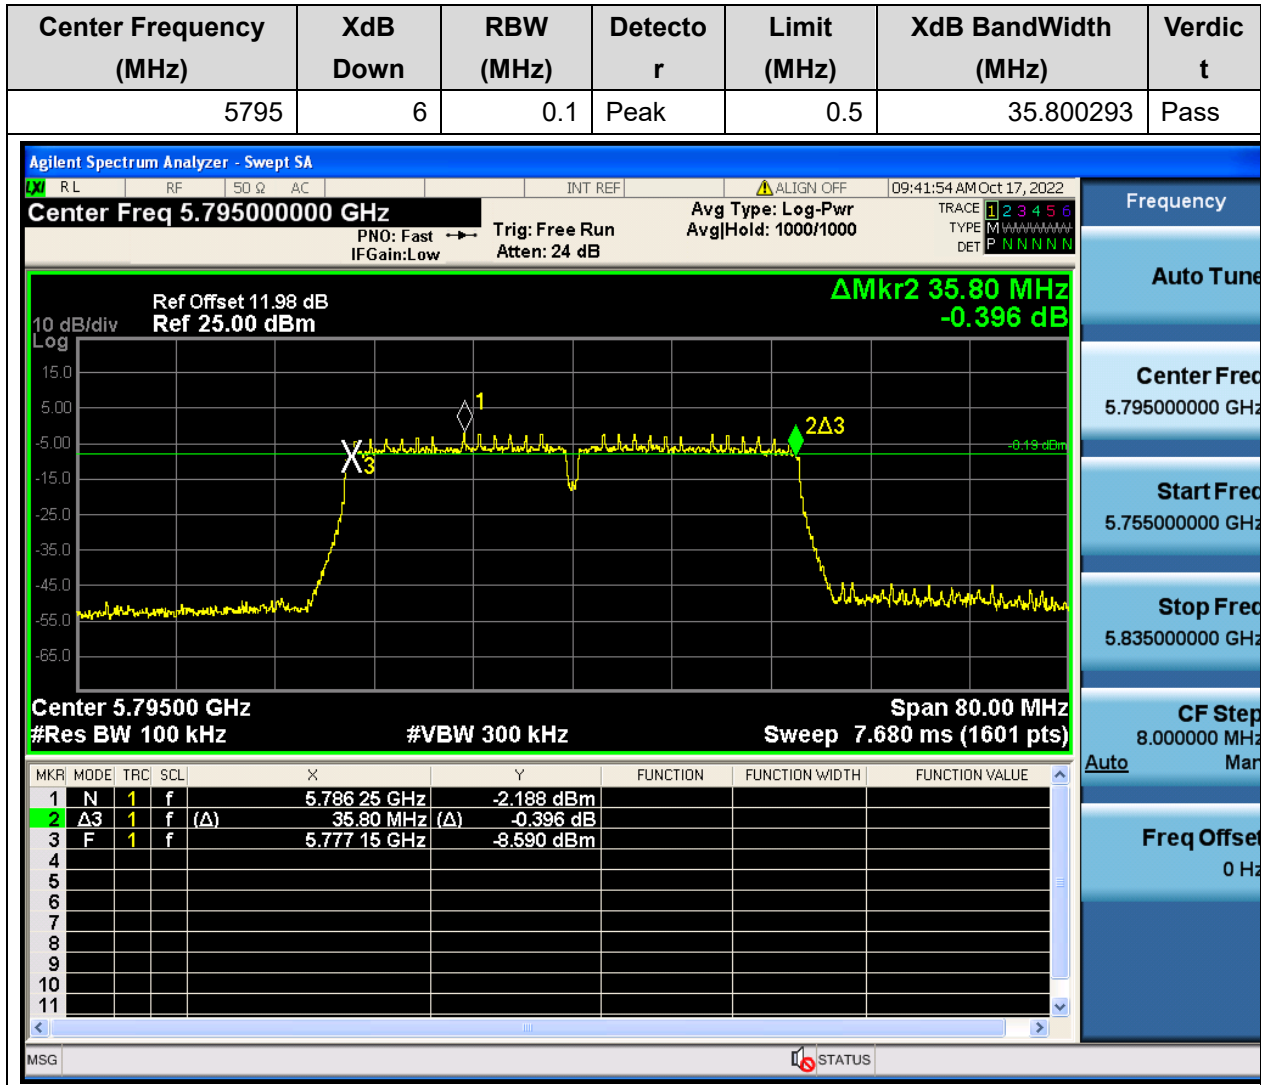 Center Frequency (MHz) XdB Down RBW (MHz) Detector Limit (MHz) XdB BandWidth (MHz) Verdict
5795 6 0.1 Peak 0.5 35.800293 Pass
Agilent Spectrum Analyzer - Swept SA
LXI RL RF 50 Ω AC INT REF ALIGN OFF 09:41:54 AM Oct 17, 2022
Center Freq 5.795000000 GHz
PNO: Fast
IFGain:Low
Trig: Free Run
Atten: 24 dB
Avg Type: Log-Pwr
Avg|Hold: 1000/1000
TRACE 1 2 3 4 5 6
TYPE M WWWWW
DET P N N N N N
Frequency
Auto Tune
Center Freq
5.795000000 GHz
Start Freq
5.755000000 GHz
Stop Freq
5.835000000 GHz
CF Step
8.000000 MHz
Auto Man
Freq Offset
0 Hz
ΔMkr2 35.80 MHz
-0.396 dB
Ref Offset 11.98 dB
10 dB/div Ref 25.00 dBm
Log
15.0
5.00
-5.00
-15.0
-25.0
-35.0
-45.0
-55.0
-65.0
1
2Δ3
3
-8.19 dBm
Center 5.79500 GHz Span 80.00 MHz
#Res BW 100 kHz #VBW 300 kHz Sweep 7.680 ms (1601 pts)
MKR MODE TRC SCL X Y FUNCTION FUNCTION WIDTH FUNCTION VALUE
1 N 1 f 5.786 25 GHz -2.188 dBm
2 Δ3 1 f (Δ) 35.80 MHz (Δ) -0.396 dB
3 F 1 f 5.777 15 GHz -8.590 dBm
4
5
6
7
8
9
10
11
MSG STATUS